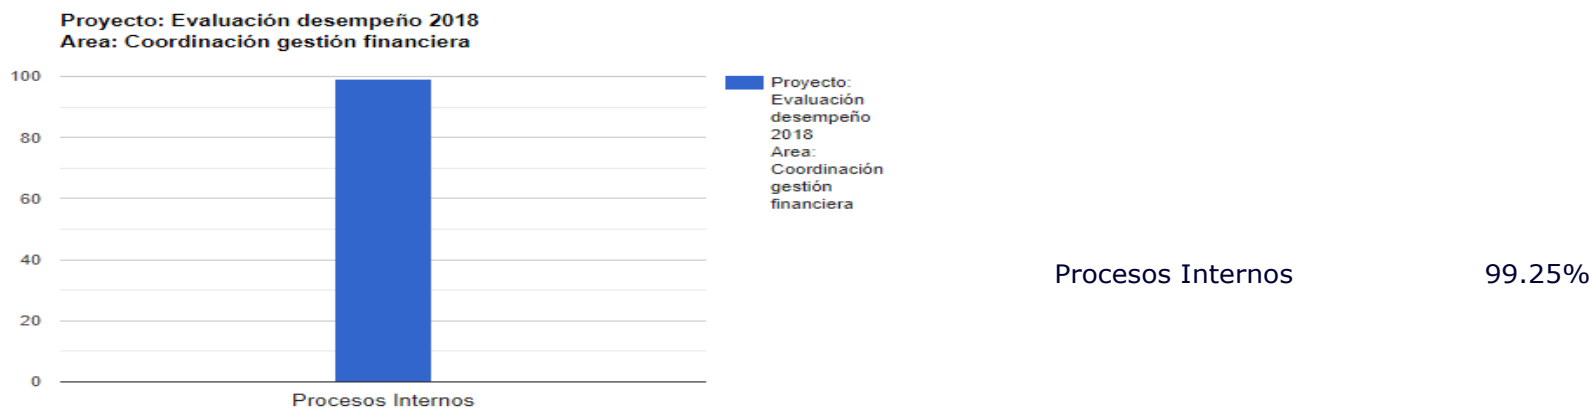 Proyecto: Evaluación desempeño 2018
Area: Coordinación gestión financiera
100
80
60
40
20
0
Procesos Internos
Proyecto:
Evaluación
desempeño
2018
Area:
Coordinación
gestión
financiera
Procesos Internos 99.25%